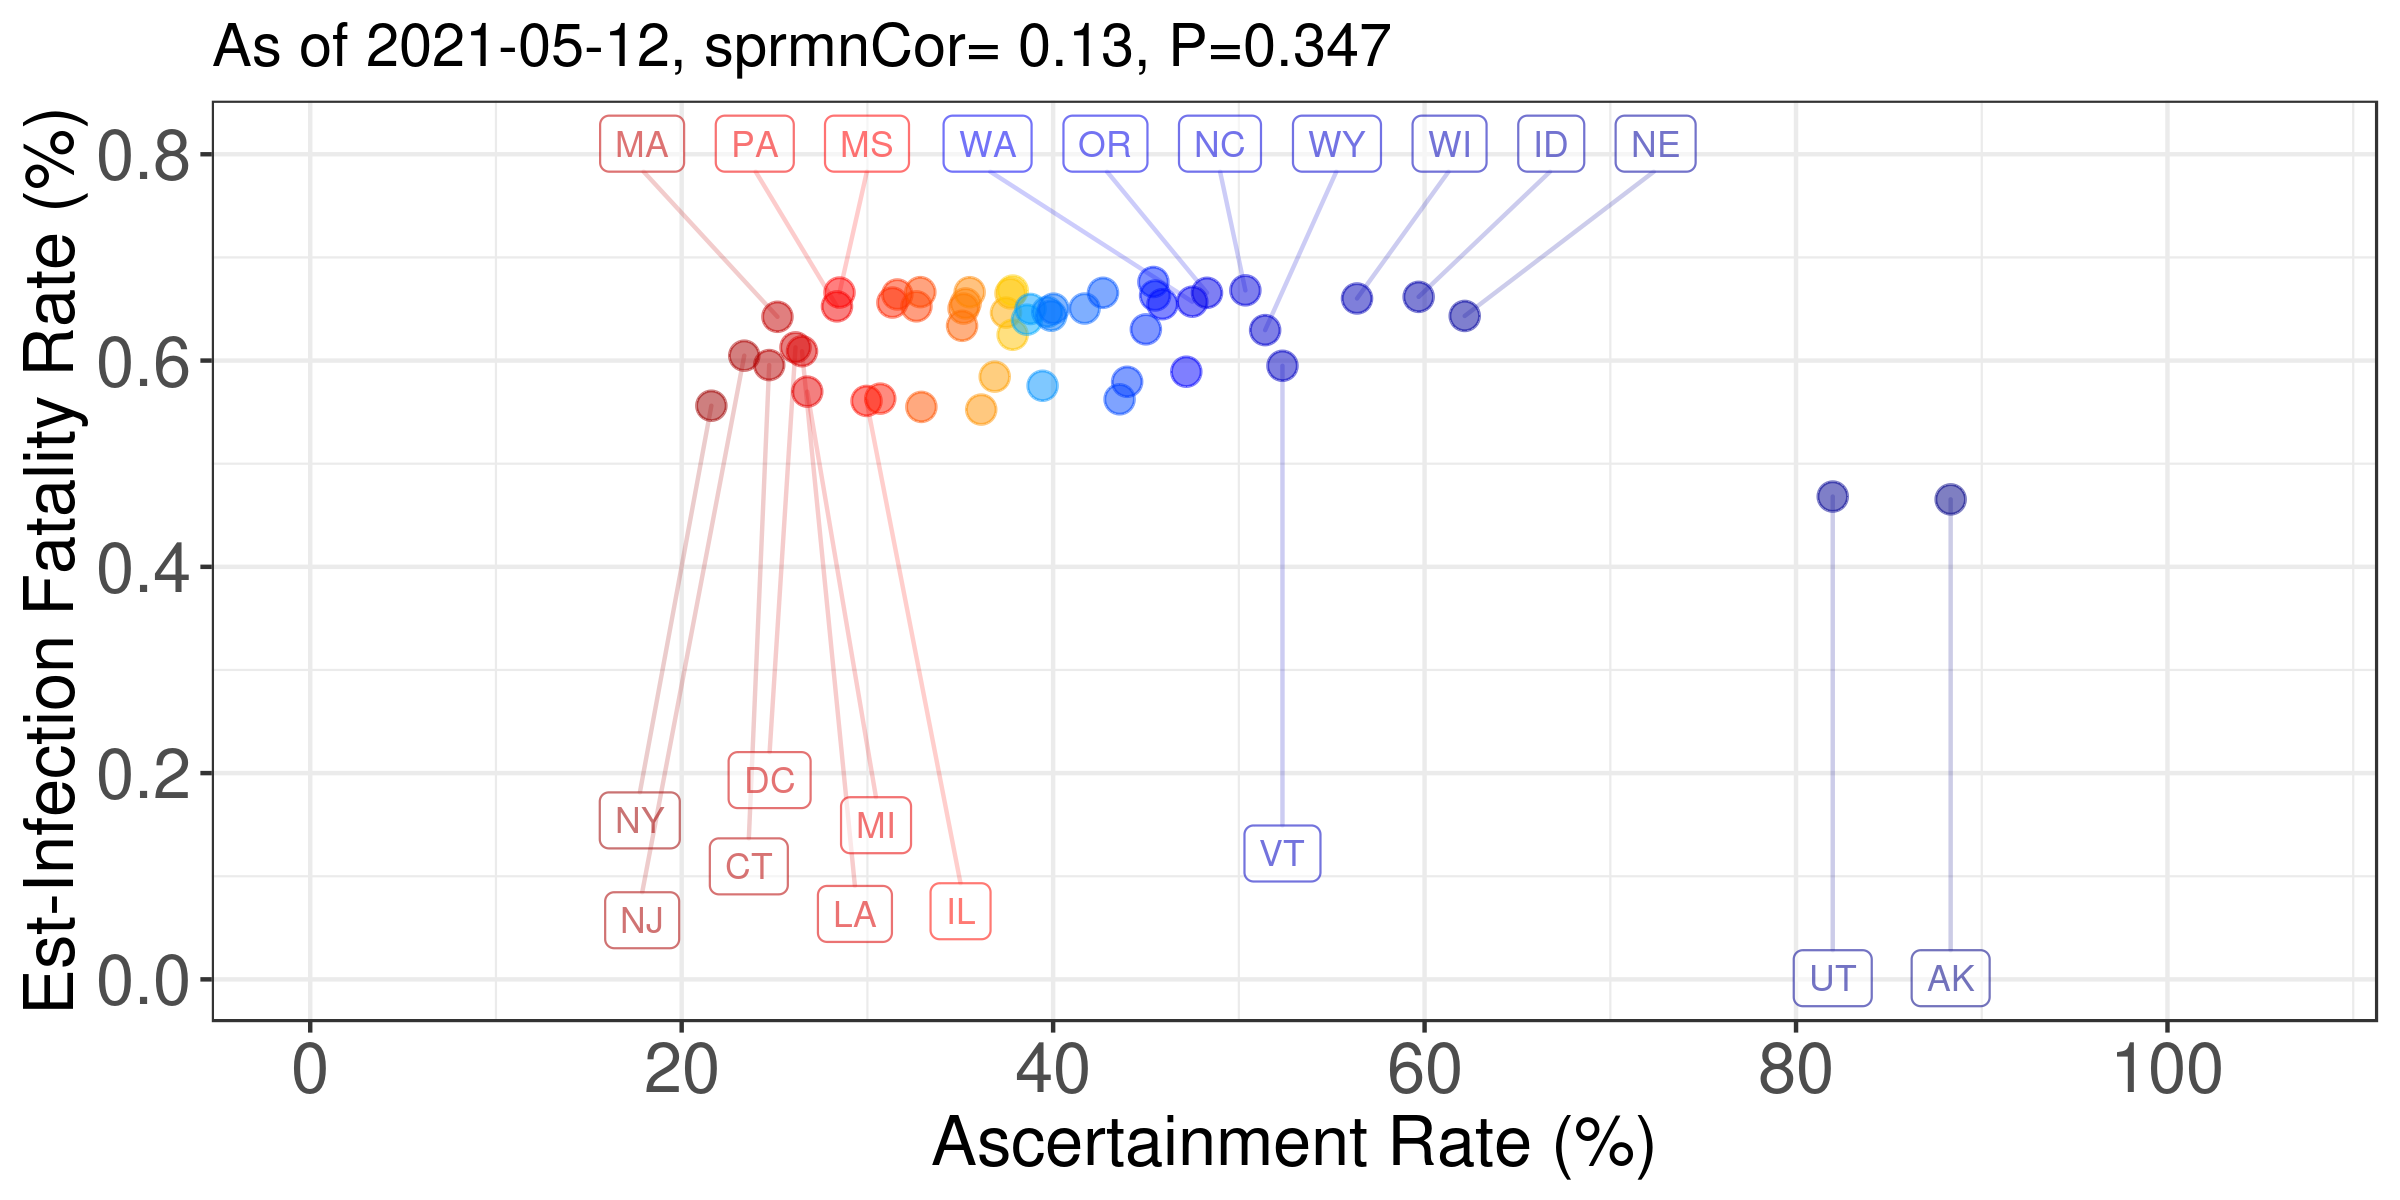 As of 2021-05-12, sprmnCor= 0.13, P=0.347
Est-Infection Fatality Rate (%)
0.8
0.6
0.4
0.2
0.0
MA PA MS WA OR NC WY WI ID NE
DC
NY MI
CT VT
NJ LA IL
UT AK
0 20 40 60 80 100
Ascertainment Rate (%)